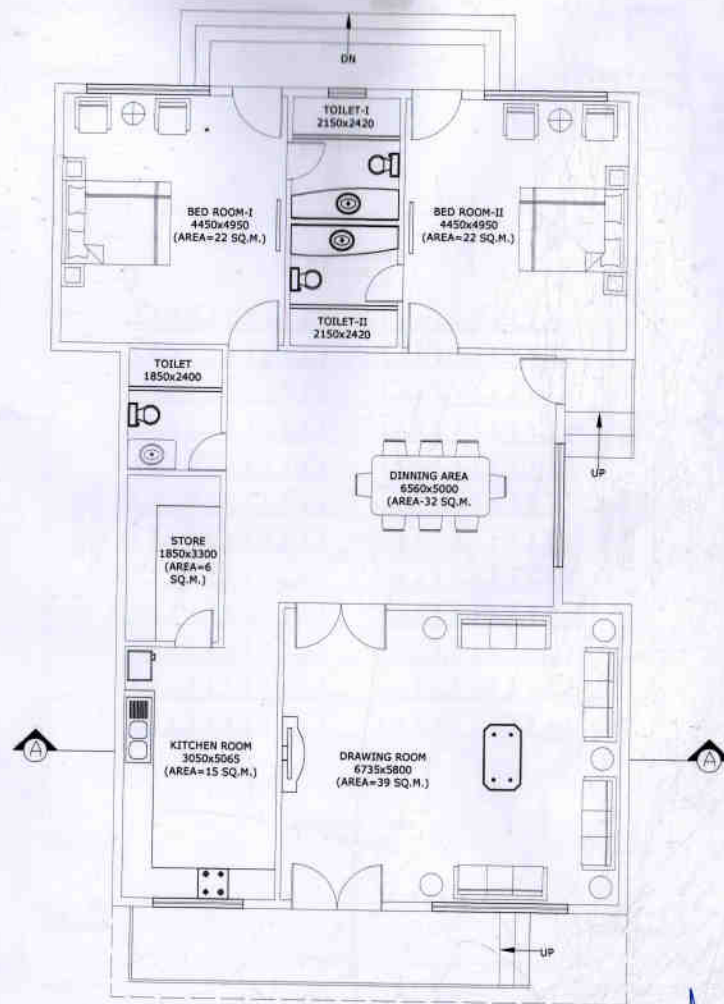 DN
TOILET-I
2150x2420
BED ROOM-I
4450x4950
(AREA=22 SQ.M.)
BED ROOM-II
4450x4950
(AREA=22 SQ.M.)
TOILET-II
2150x2420
TOILET
1850x2400
UP
DINNING AREA
6560x5000
(AREA-32 SQ.M.
STORE
1850x3300
(AREA=6
SQ.M.)
A
KITCHEN ROOM
3050x5065
(AREA=15 SQ.M.)
DRAWING ROOM
6735x5800
(AREA=39 SQ.M.)
A
UP